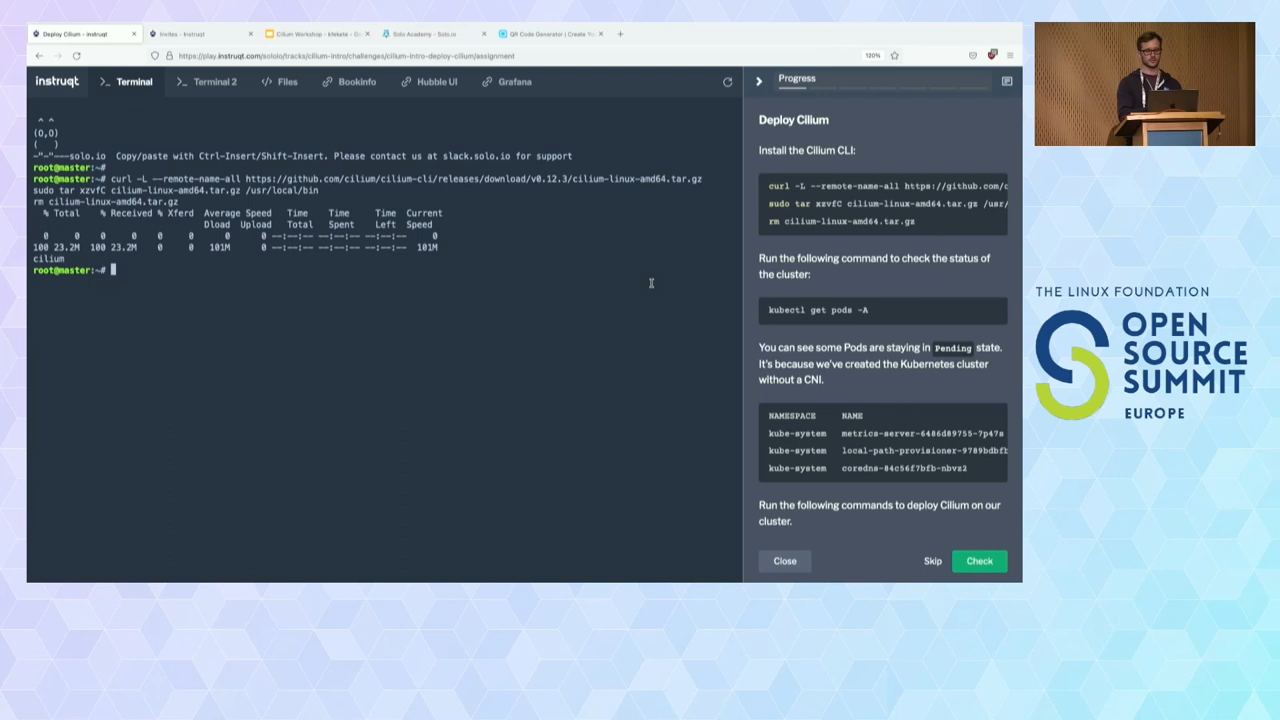 Deploy Cilium - instruqt
Invites - Instruqt
Cilium Workshop - kfekete
Solo Academy - Solo.io
QR Code Generator | Create Yo
https://play.instruqt.com/soloio/tracks/cilium-intro/challenges/cilium-intro-deploy-cilium/assignment
120%
instruqt
Terminal
Terminal 2
Files
Bookinfo
Hubble UI
Grafana
Progress
^ ^
(0,0)
( )
-"-"---solo.io Copy/paste with Ctrl-Insert/Shift-Insert. Please contact us at slack.solo.io for support
root@master:~#
root@master:~# curl -L --remote-name-all https://github.com/cilium/cilium-cli/releases/download/v0.12.3/cilium-linux-amd64.tar.gz
sudo tar xzvfC cilium-linux-amd64.tar.gz /usr/local/bin
rm cilium-linux-amd64.tar.gz
% Total % Received % Xferd Average Speed Time Time Time Current
Dload Upload Total Spent Left Speed
0 0 0 0 0 0 0 0 --:--:-- --:--:-- --:--:-- 0
100 23.2M 100 23.2M 0 0 101M 0 --:--:-- --:--:-- --:--:-- 101M
cilium
root@master:~#
Deploy Cilium
Install the Cilium CLI:
curl -L --remote-name-all https://github.com/c
sudo tar xzvfC cilium-linux-amd64.tar.gz /usr/
rm cilium-linux-amd64.tar.gz
Run the following command to check the status of
the cluster:
kubectl get pods -A
You can see some Pods are staying in Pending state.
It's because we've created the Kubernetes cluster
without a CNI.
NAMESPACE NAME
kube-system metrics-server-6486d89755-7p47s
kube-system local-path-provisioner-9789bdbfb
kube-system coredns-84c56f7bfb-nbvz2
Run the following commands to deploy Cilium on our
cluster.
Close
Skip
Check
THE LINUX FOUNDATION
OPEN
SOURCE
SUMMIT
EUROPE